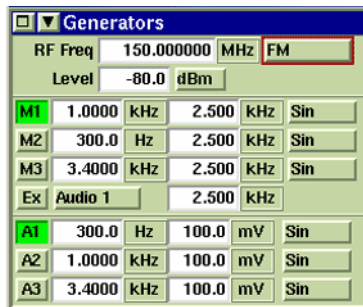 Generators
RF Freq 150.000000 MHz FM
Level -80.0 dBm
M1 1.0000 kHz 2.500 kHz Sin
M2 300.0 Hz 2.500 kHz Sin
M3 3.4000 kHz 2.500 kHz Sin
Ex Audio 1 2.500 kHz
A1 300.0 Hz 100.0 mV Sin
A2 1.0000 kHz 100.0 mV Sin
A3 3.4000 kHz 100.0 mV Sin